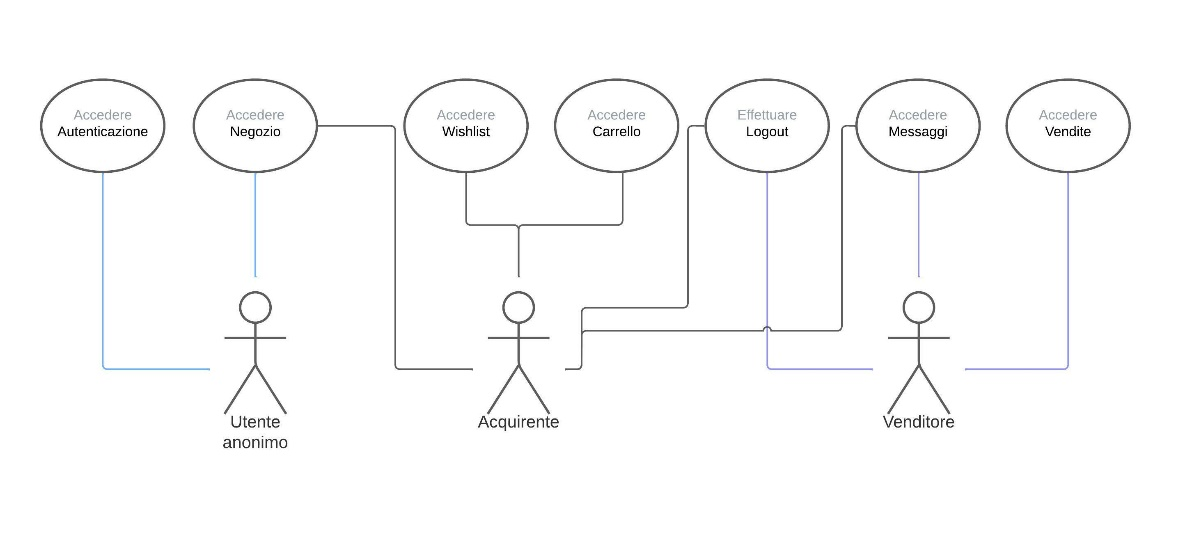 Accedere
Autenticazione
Accedere
Negozio
Accedere
Wishlist
Accedere
Carrello
Effettuare
Logout
Accedere
Messaggi
Accedere
Vendite
Utente
anonimo
Acquirente
Venditore